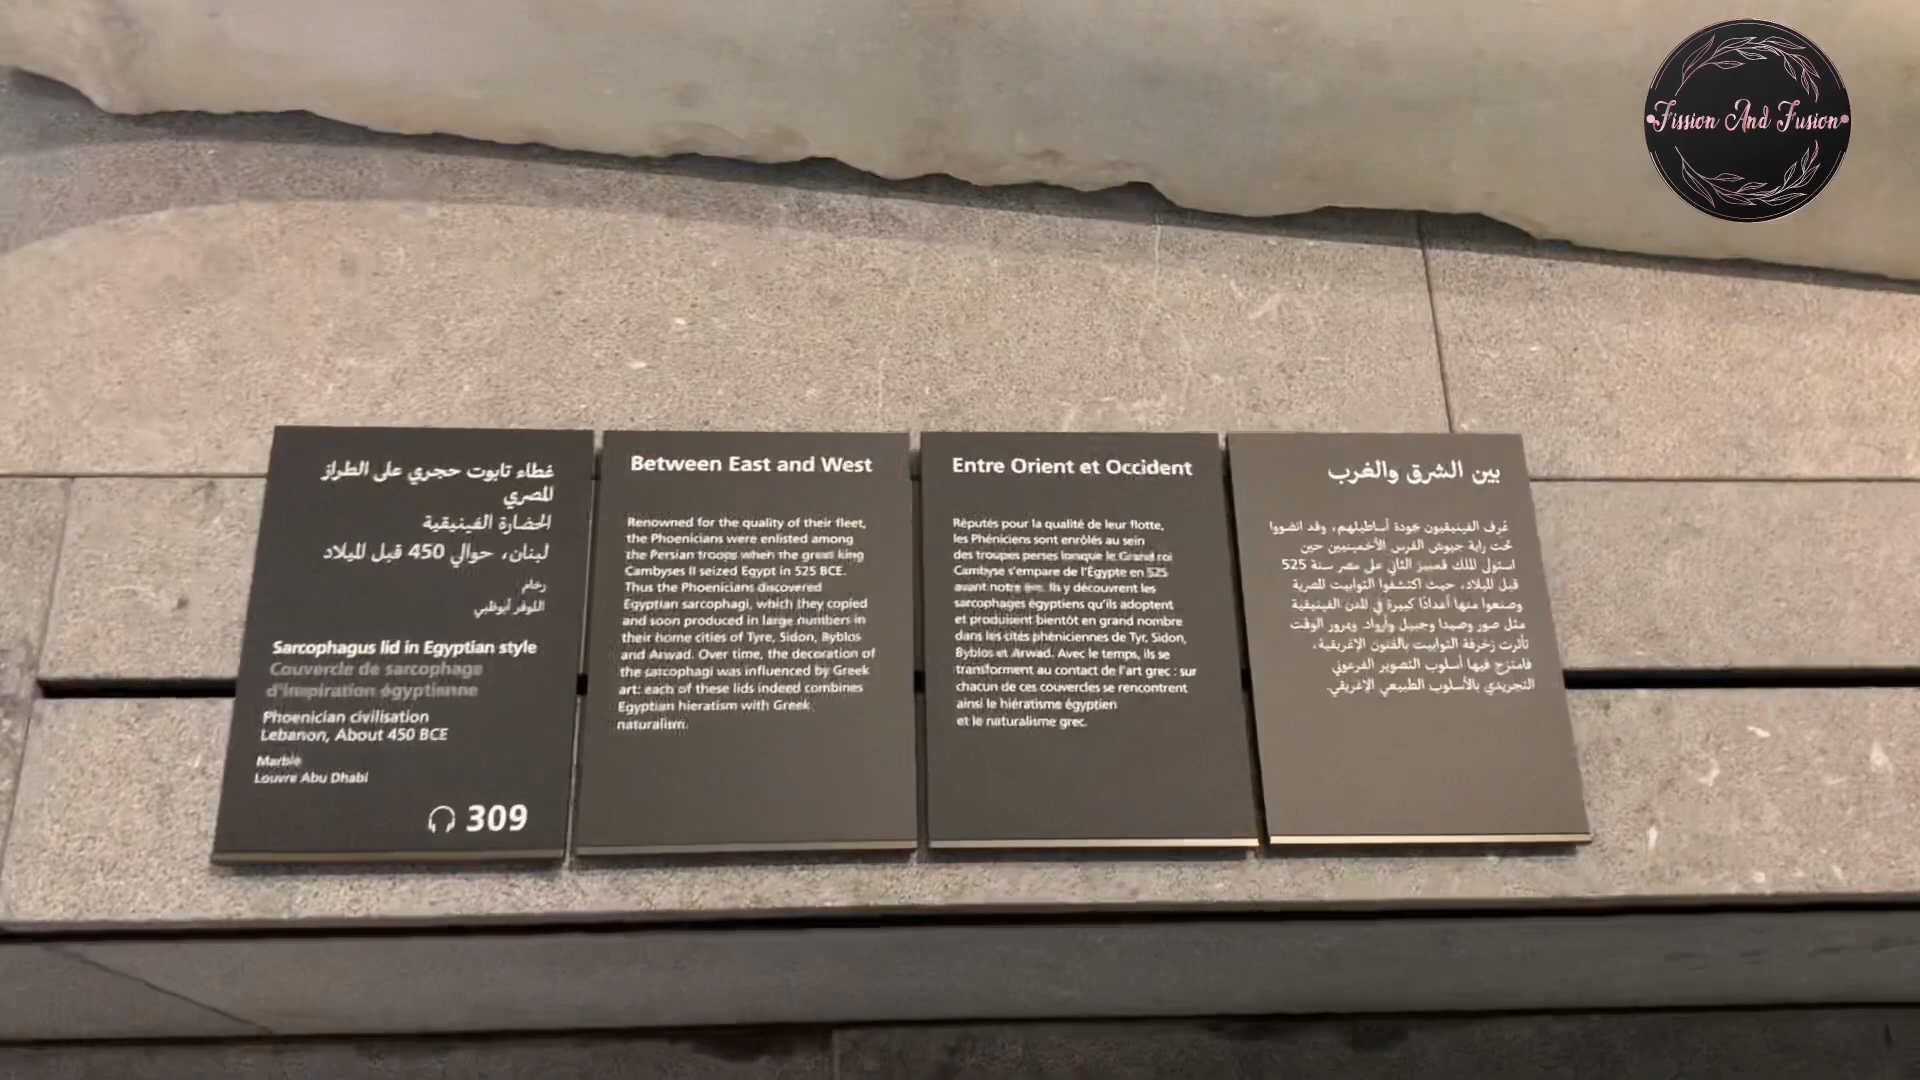 غطاء تابوت حجري على الطراز
المصري
الحضارة الفينيقية
لبنان، حوالي 450 قبل الميلاد
رخام
اللوفر أبوظبي
Sarcophagus lid in Egyptian style
Couvercle de sarcophage
d'inspiration égyptienne
Phoenician civilisation
Lebanon, About 450 BCE
Marble
Louvre Abu Dhabi
309
Between East and West
Renowned for the quality of their fleet,
the Phoenicians were enlisted among
the Persian troops when the great king
Cambyses II seized Egypt in 525 BCE.
Thus the Phoenicians discovered
Egyptian sarcophagi, which they copied
and soon produced in large numbers in
their home cities of Tyre, Sidon, Byblos
and Arwad. Over time, the decoration of
the sarcophagi was influenced by Greek
art: each of these lids indeed combines
Egyptian hieratism with Greek
naturalism.
Entre Orient et Occident
Réputés pour la qualité de leur flotte,
les Phéniciens sont enrôlés au sein
des troupes perses lorsque le Grand roi
Cambyse s'empare de l'Égypte en 525
avant notre ère. Ils y découvrent les
sarcophages égyptiens qu'ils adoptent
et produisent bientôt en grand nombre
dans les cités phéniciennes de Tyr, Sidon,
Byblos et Arwad. Avec le temps, ils se
transforment au contact de l'art grec : sur
chacun de ces couvercles se rencontrent
ainsi le hiératisme égyptien
et le naturalisme grec.
بين الشرق والغرب
عُرف الفينيقيون بجودة أساطيلهم، وقد انضووا
تحت راية جيوش الفرس الأخمينيين حين
استولى الملك قمبيز الثاني على مصر سنة 525
قبل الميلاد، حيث اكتشفوا التوابيت المصرية
وصنعوا منها أعدادًا كبيرة في المدن الفينيقية
مثل صور وصيدا وجبيل وأرواد. وبمرور الوقت
تأثرت زخرفة التوابيت بالفنون الإغريقية،
فامتزج فيها أسلوب التصوير الفرعوني
التجريدي بالأسلوب الطبيعي الإغريقي.
Fission And Fusion